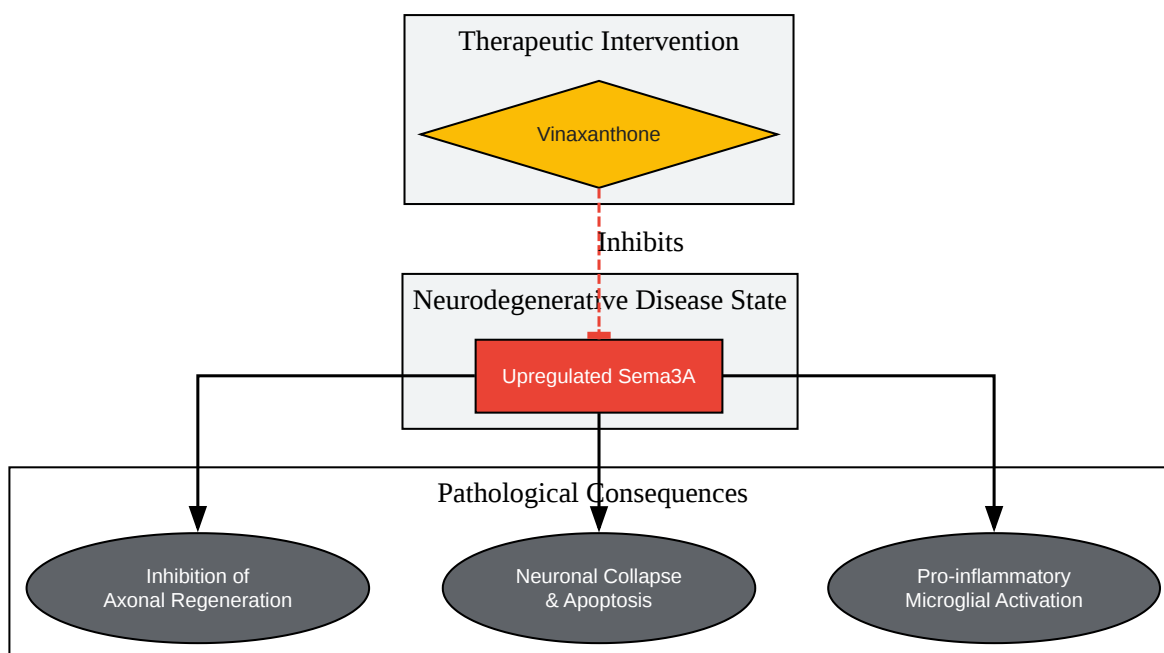 Therapeutic Intervention
Vinaxanthone
Inhibits
Neurodegenerative Disease State
Upregulated Sema3A
Pathological Consequences
Inhibition of
Axonal Regeneration
Neuronal Collapse
& Apoptosis
Pro-inflammatory
Microglial Activation